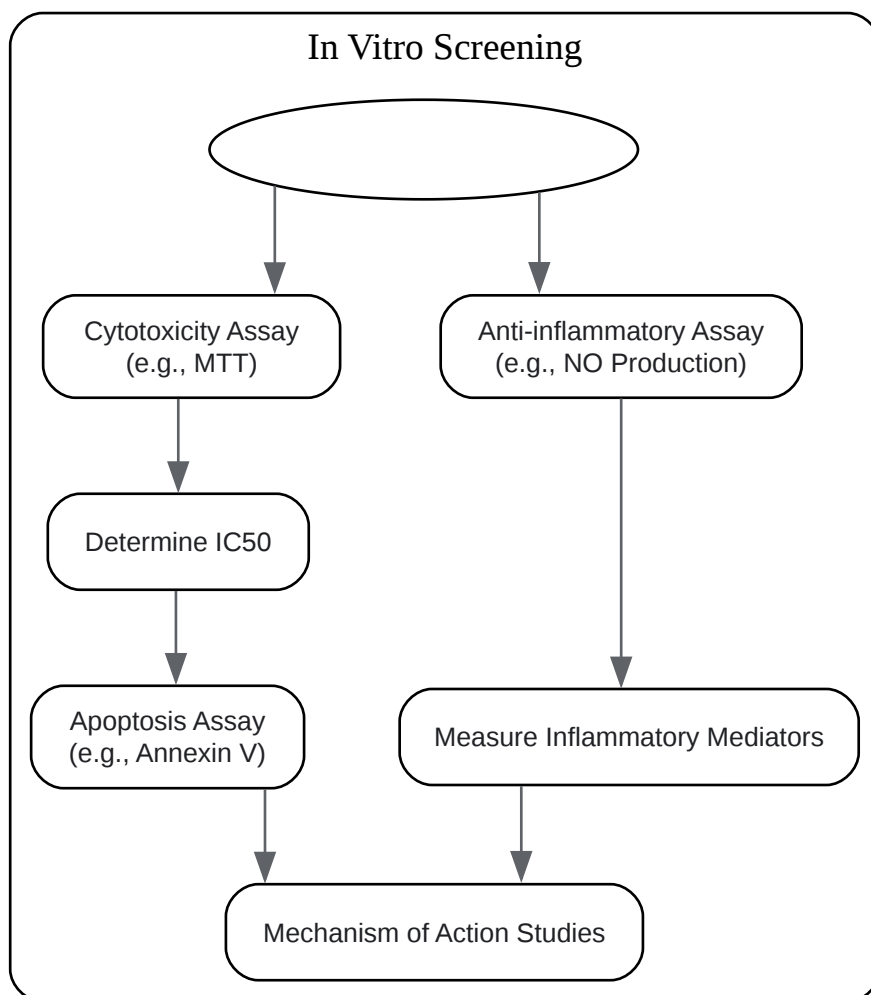 In Vitro Screening
Cytotoxicity Assay
(e.g., MTT)
Anti-inflammatory Assay
(e.g., NO Production)
Determine IC50
Apoptosis Assay
(e.g., Annexin V)
Measure Inflammatory Mediators
Mechanism of Action Studies